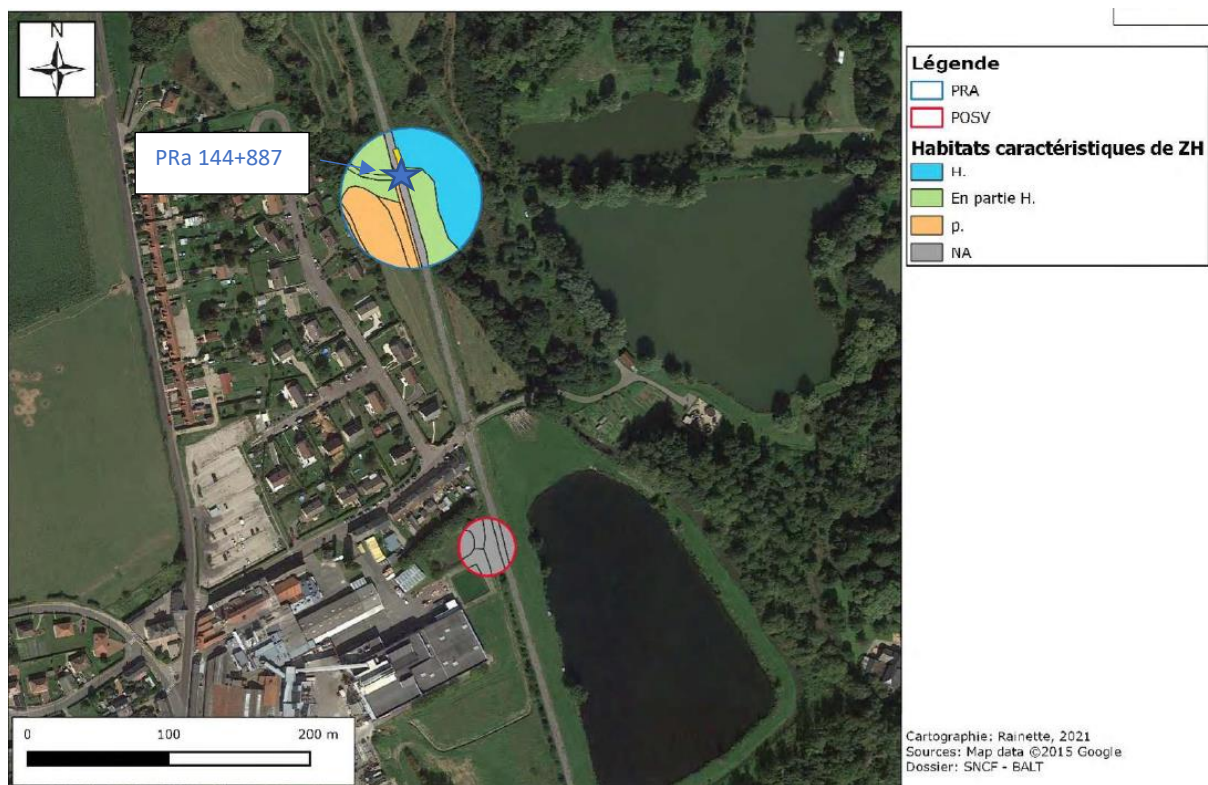 N
PRa 144+887
Légende
PRA
POSV
Habitats caractéristiques de ZH
H.
En partie H.
p.
NA
0 100 200 m
Cartographie: Rainette, 2021
Sources: Map data ©2015 Google
Dossier: SNCF - BALT